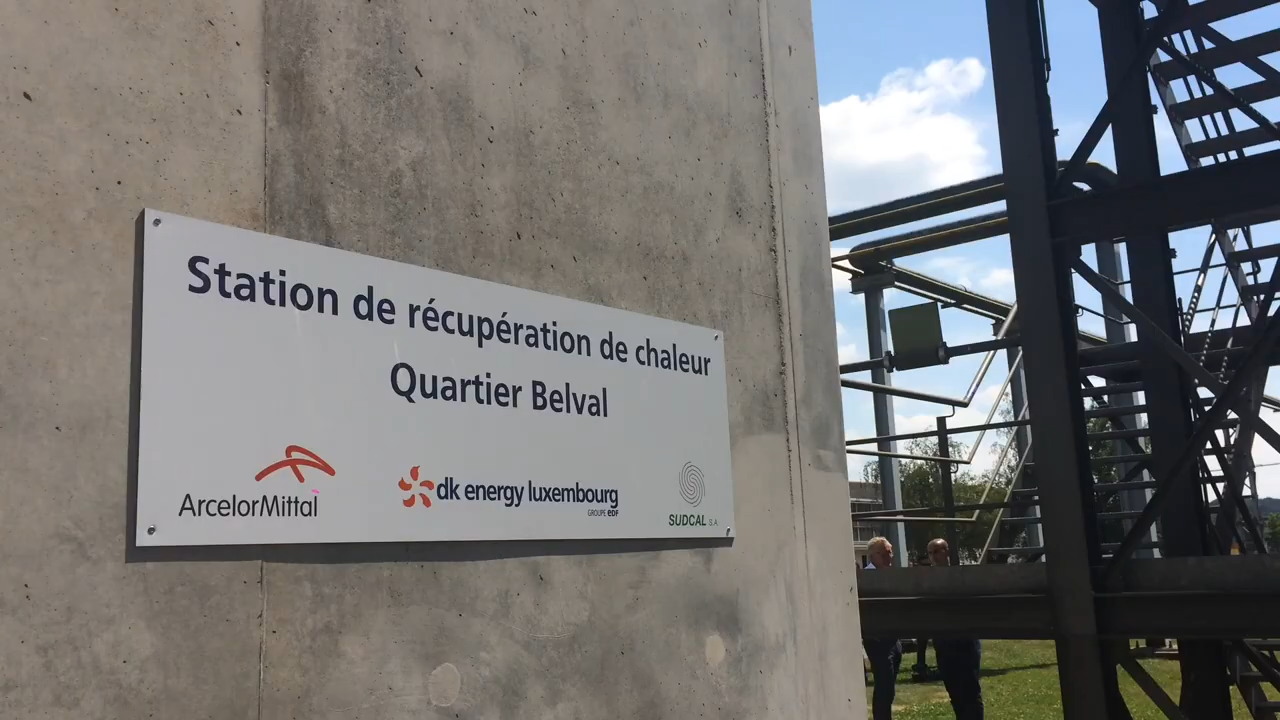 Station de récupération de chaleur
Quartier Belval
ArcelorMittal
dk energy luxembourg
GROUPE EDF
SUDCAL S.A.